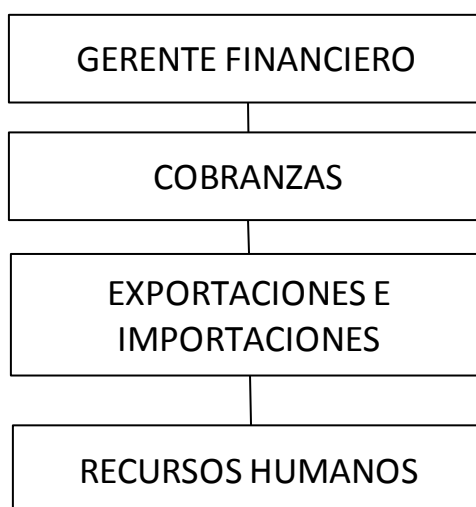 GERENTE FINANCIERO
COBRANZAS
EXPORTACIONES E
IMPORTACIONES
RECURSOS HUMANOS